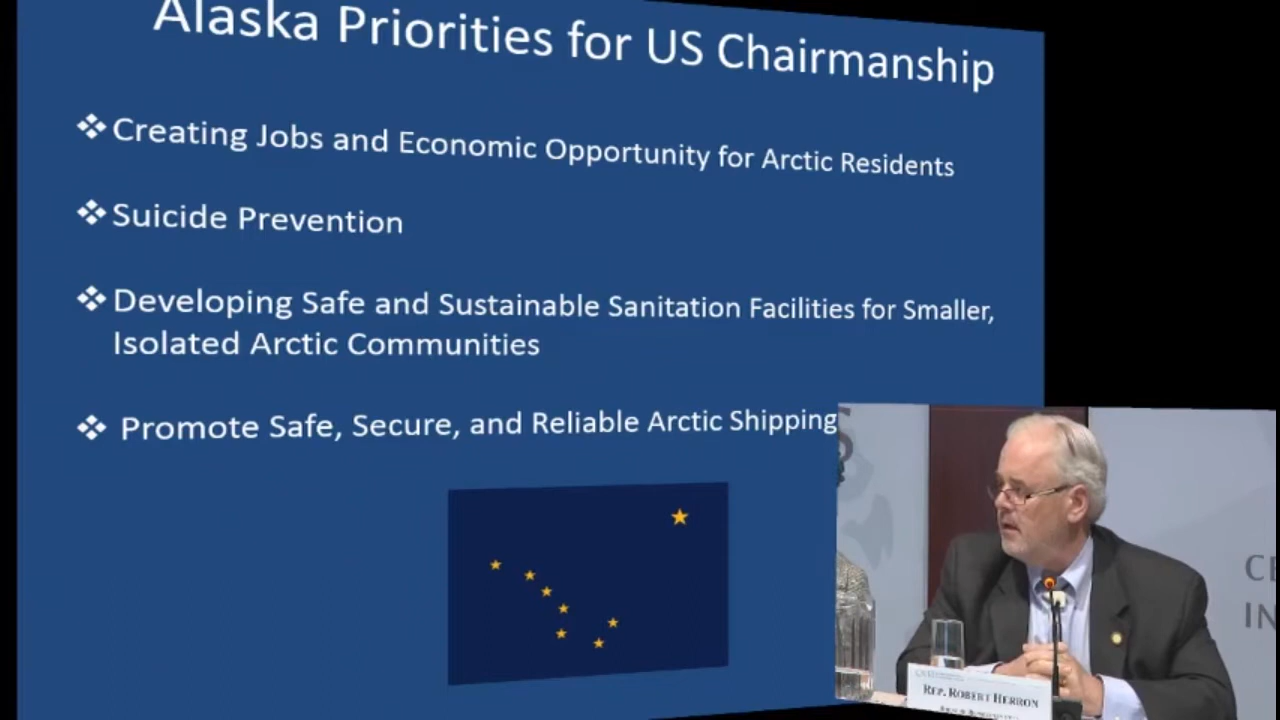 Alaska Priorities for US Chairmanship
Creating Jobs and Economic Opportunity for Arctic Residents
Suicide Prevention
Developing Safe and Sustainable Sanitation Facilities for Smaller,
Isolated Arctic Communities
Promote Safe, Secure, and Reliable Arctic Shipping
REP. ROBERT HERRON